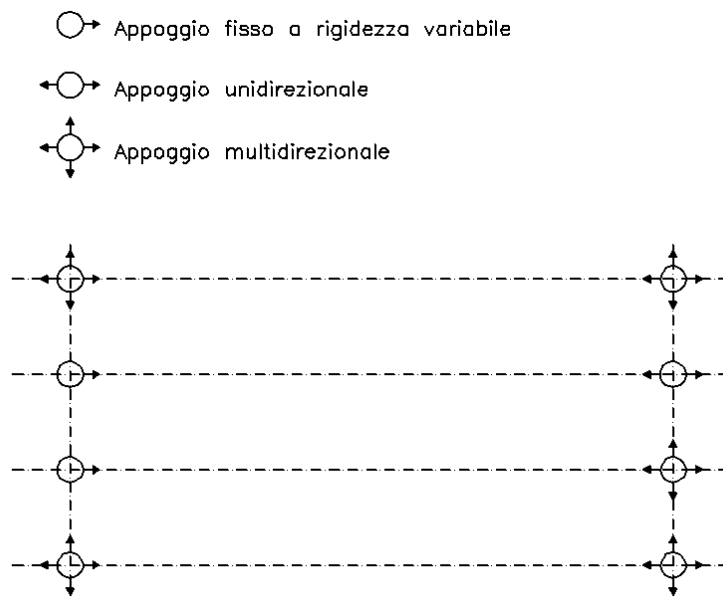 Appoggio fisso a rigidezza variabile
Appoggio unidirezionale
Appoggio multidirezionale